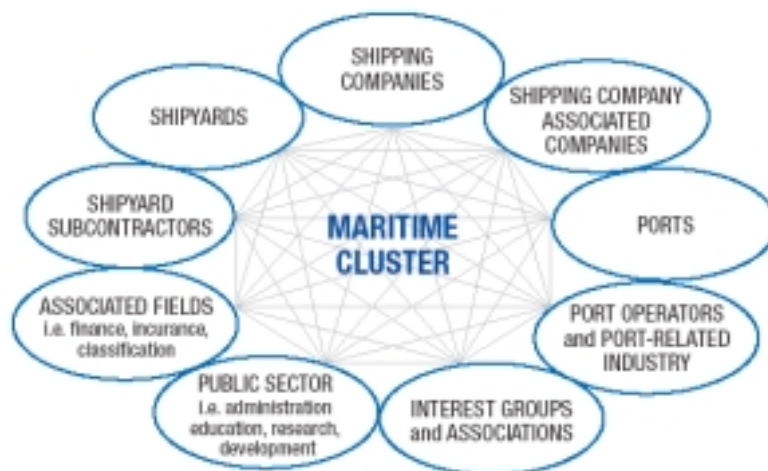 SHIPPING
COMPANIES
SHIPPING COMPANY
ASSOCIATED
COMPANIES
SHIPYARDS
SHIPYARD
SUBCONTRACTORS
MARITIME
CLUSTER
PORTS
ASSOCIATED FIELDS
i.e. finance, incurance,
classification
PORT OPERATORS
and PORT-RELATED
INDUSTRY
PUBLIC SECTOR
i.e. administration
education, research,
development
INTEREST GROUPS
and ASSOCIATIONS